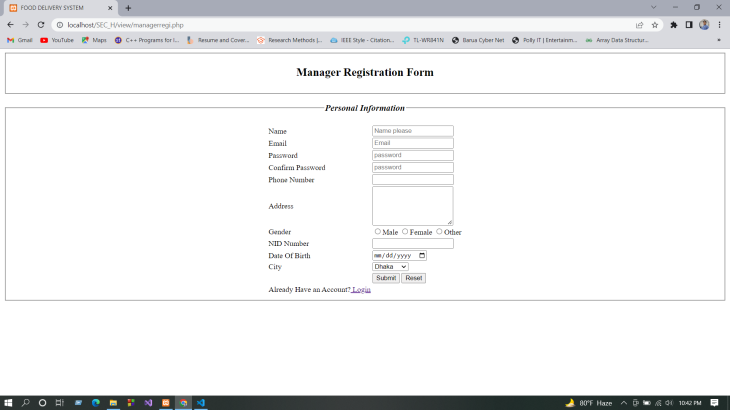 FOOD DELIVERY SYSTEM
localhost/SEC_H/view/managerregi.php
Gmail YouTube Maps C++ Programs for I... Resume and Cover... Research Methods |... IEEE Style - Citation... TL-WR841N Barua Cyber Net Polly IT | Entertainm... Array Data Structur... »
Manager Registration Form
Personal Information
Name Name please
Email Email
Password password
Confirm Password password
Phone Number
Address
Gender Male Female Other
NID Number
Date Of Birth mm/dd/yyyy
City Dhaka
Submit Reset
Already Have an Account? Login
80°F Haze 10:42 PM